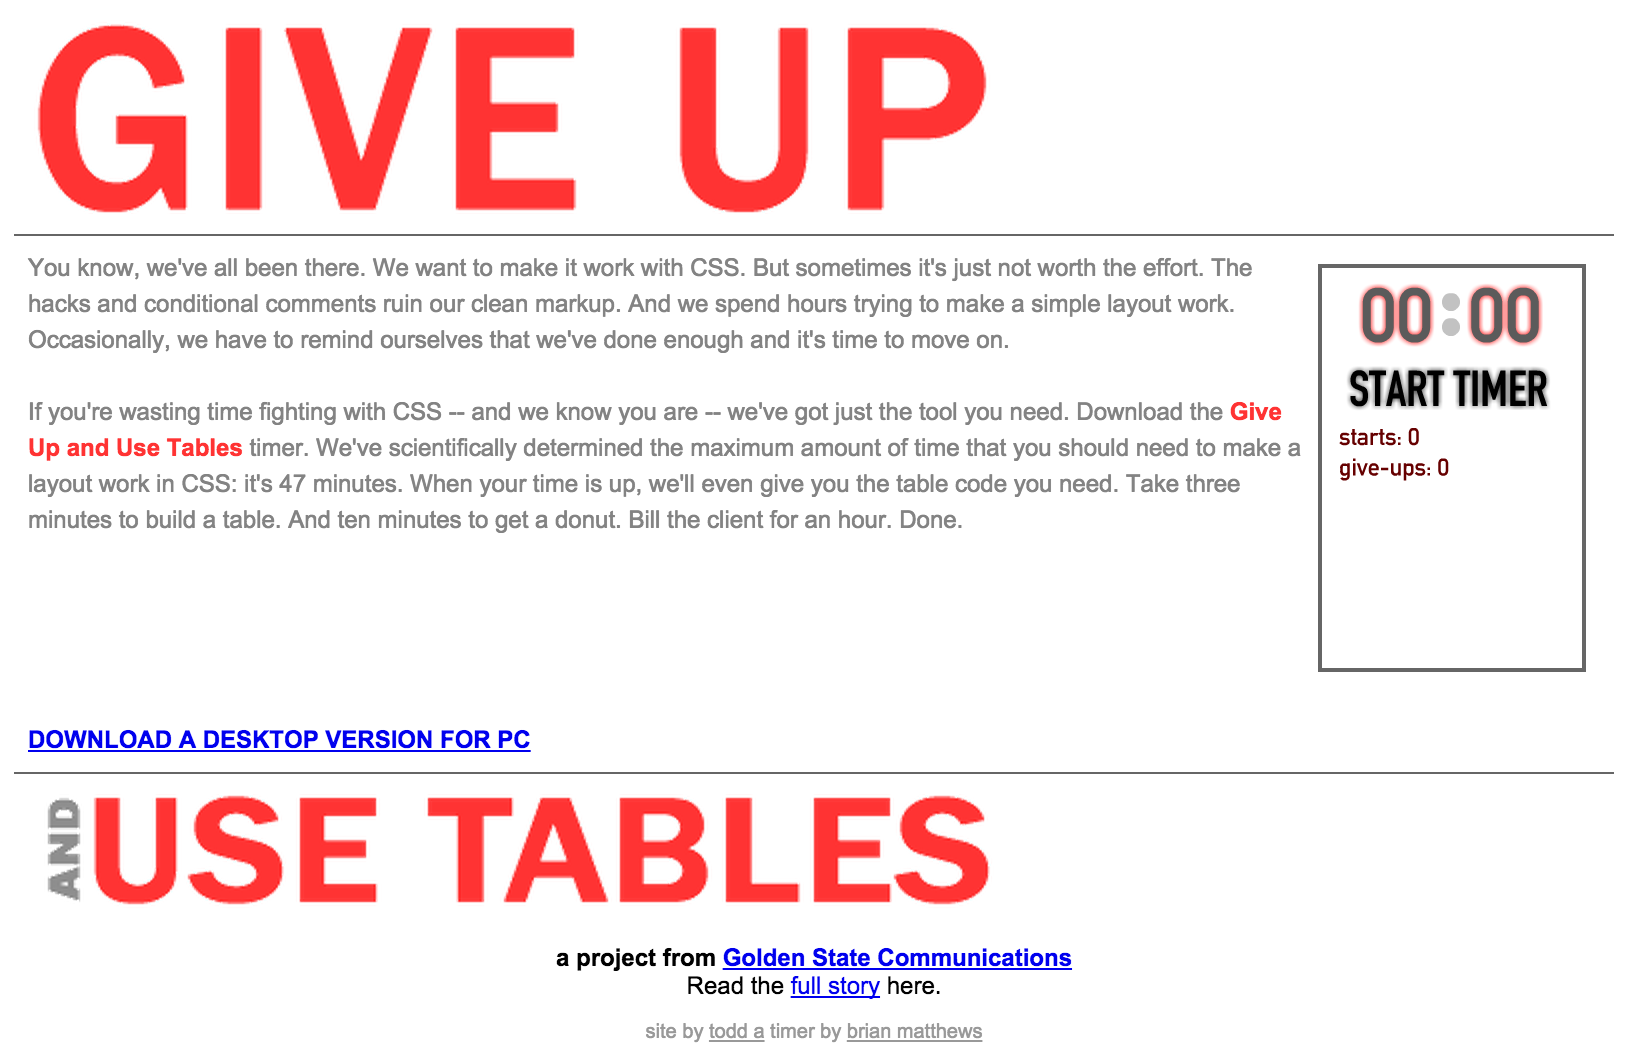 GIVE UP
You know, we've all been there. We want to make it work with CSS. But sometimes it's just not worth the effort. The
hacks and conditional comments ruin our clean markup. And we spend hours trying to make a simple layout work.
Occasionally, we have to remind ourselves that we've done enough and it's time to move on.
If you're wasting time fighting with CSS -- and we know you are -- we've got just the tool you need. Download the Give
Up and Use Tables timer. We've scientifically determined the maximum amount of time that you should need to make a
layout work in CSS: it's 47 minutes. When your time is up, we'll even give you the table code you need. Take three
minutes to build a table. And ten minutes to get a donut. Bill the client for an hour. Done.
00:00
START TIMER
starts: 0
give-ups: 0
DOWNLOAD A DESKTOP VERSION FOR PC
AND USE TABLES
a project from Golden State Communications
Read the full story here.
site by todd a timer by brian matthews